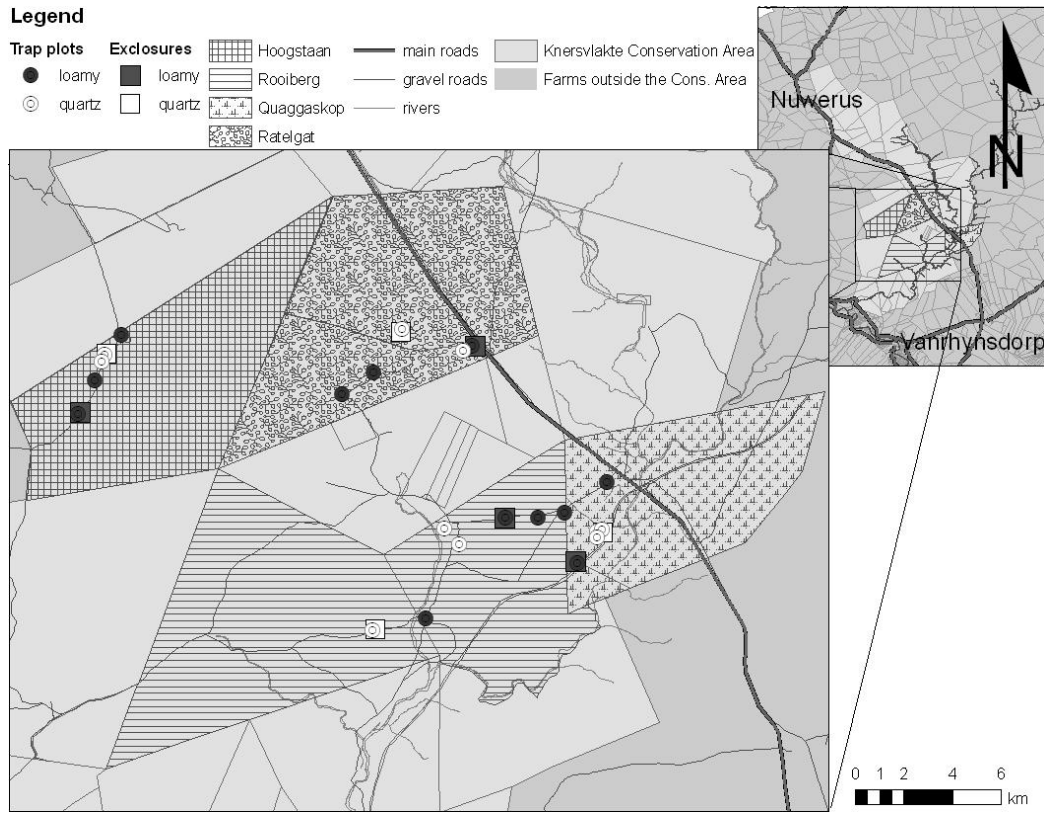 Legend
Trap plots
loamy
quartz
Exclosures
loamy
quartz
Hoogstaan
Rooiberg
Quaggaskop
Ratelgat
main roads
gravel roads
rivers
Knersvlakte Conservation Area
Farms outside the Cons. Area
Nuwerus
N
Vanrhynsdorp
0 1 2 4 6
km